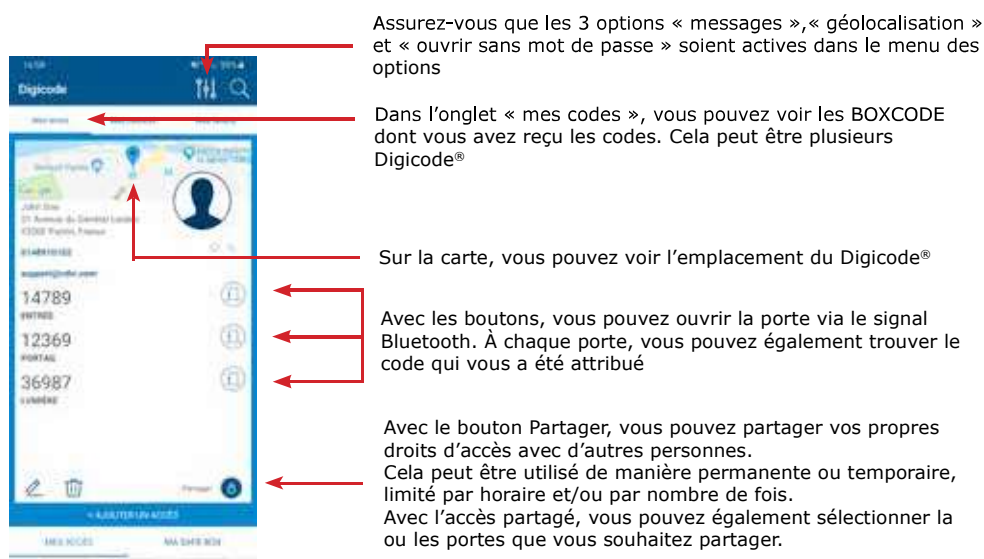 Assurez-vous que les 3 options « messages »,« géolocalisation »
et « ouvrir sans mot de passe » soient actives dans le menu des
options
Digicode
Dans l'onglet « mes codes », vous pouvez voir les BOXCODE
dont vous avez reçu les codes. Cela peut être plusieurs
Digicode®
Sur la carte, vous pouvez voir l'emplacement du Digicode®
14789
ENTRÉE
12369
PORTAIL
36987
LUMIÈRE
Avec les boutons, vous pouvez ouvrir la porte via le signal
Bluetooth. À chaque porte, vous pouvez également trouver le
code qui vous a été attribué
Avec le bouton Partager, vous pouvez partager vos propres
droits d'accès avec d'autres personnes.
Cela peut être utilisé de manière permanente ou temporaire,
limité par horaire et/ou par nombre de fois.
Avec l'accès partagé, vous pouvez également sélectionner la
ou les portes que vous souhaitez partager.
Partager
+ AJOUTER UN ACCÈS
MES ACCÈS